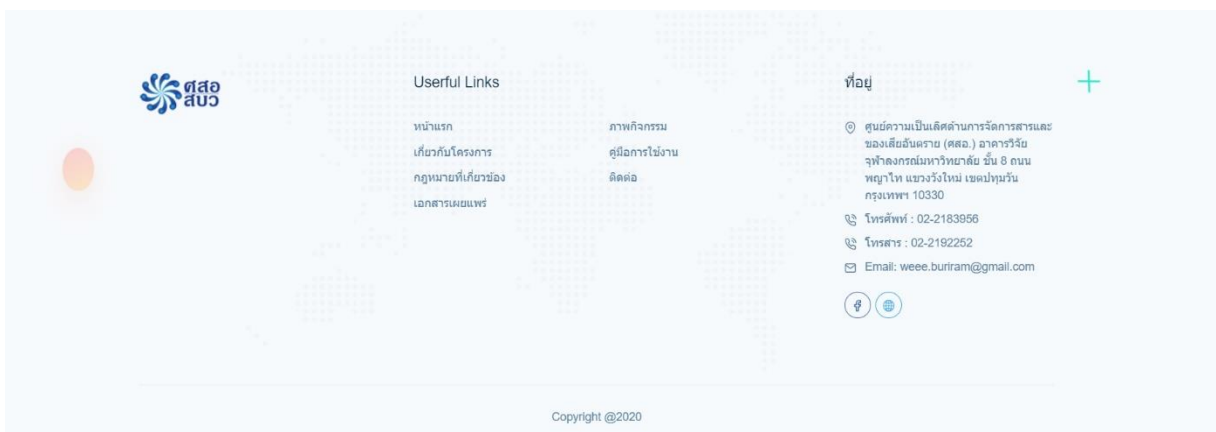 ศสอ
สบว
Userful Links
หน้าแรก
เกี่ยวกับโครงการ
กฎหมายที่เกี่ยวข้อง
เอกสารเผยแพร่
ภาพกิจกรรม
คู่มือการใช้งาน
ติดต่อ
ที่อยู่
ศูนย์ความเป็นเลิศด้านการจัดการสารและ
ของเสียอันตราย (ศสอ.) อาคารวิจัย
จุฬาลงกรณ์มหาวิทยาลัย ชั้น 8 ถนน
พญาไท แขวงวังใหม่ เขตปทุมวัน
กรุงเทพฯ 10330
โทรศัพท์ : 02-2183956
โทรสาร : 02-2192252
Email: weee.buriram@gmail.com
Copyright @2020